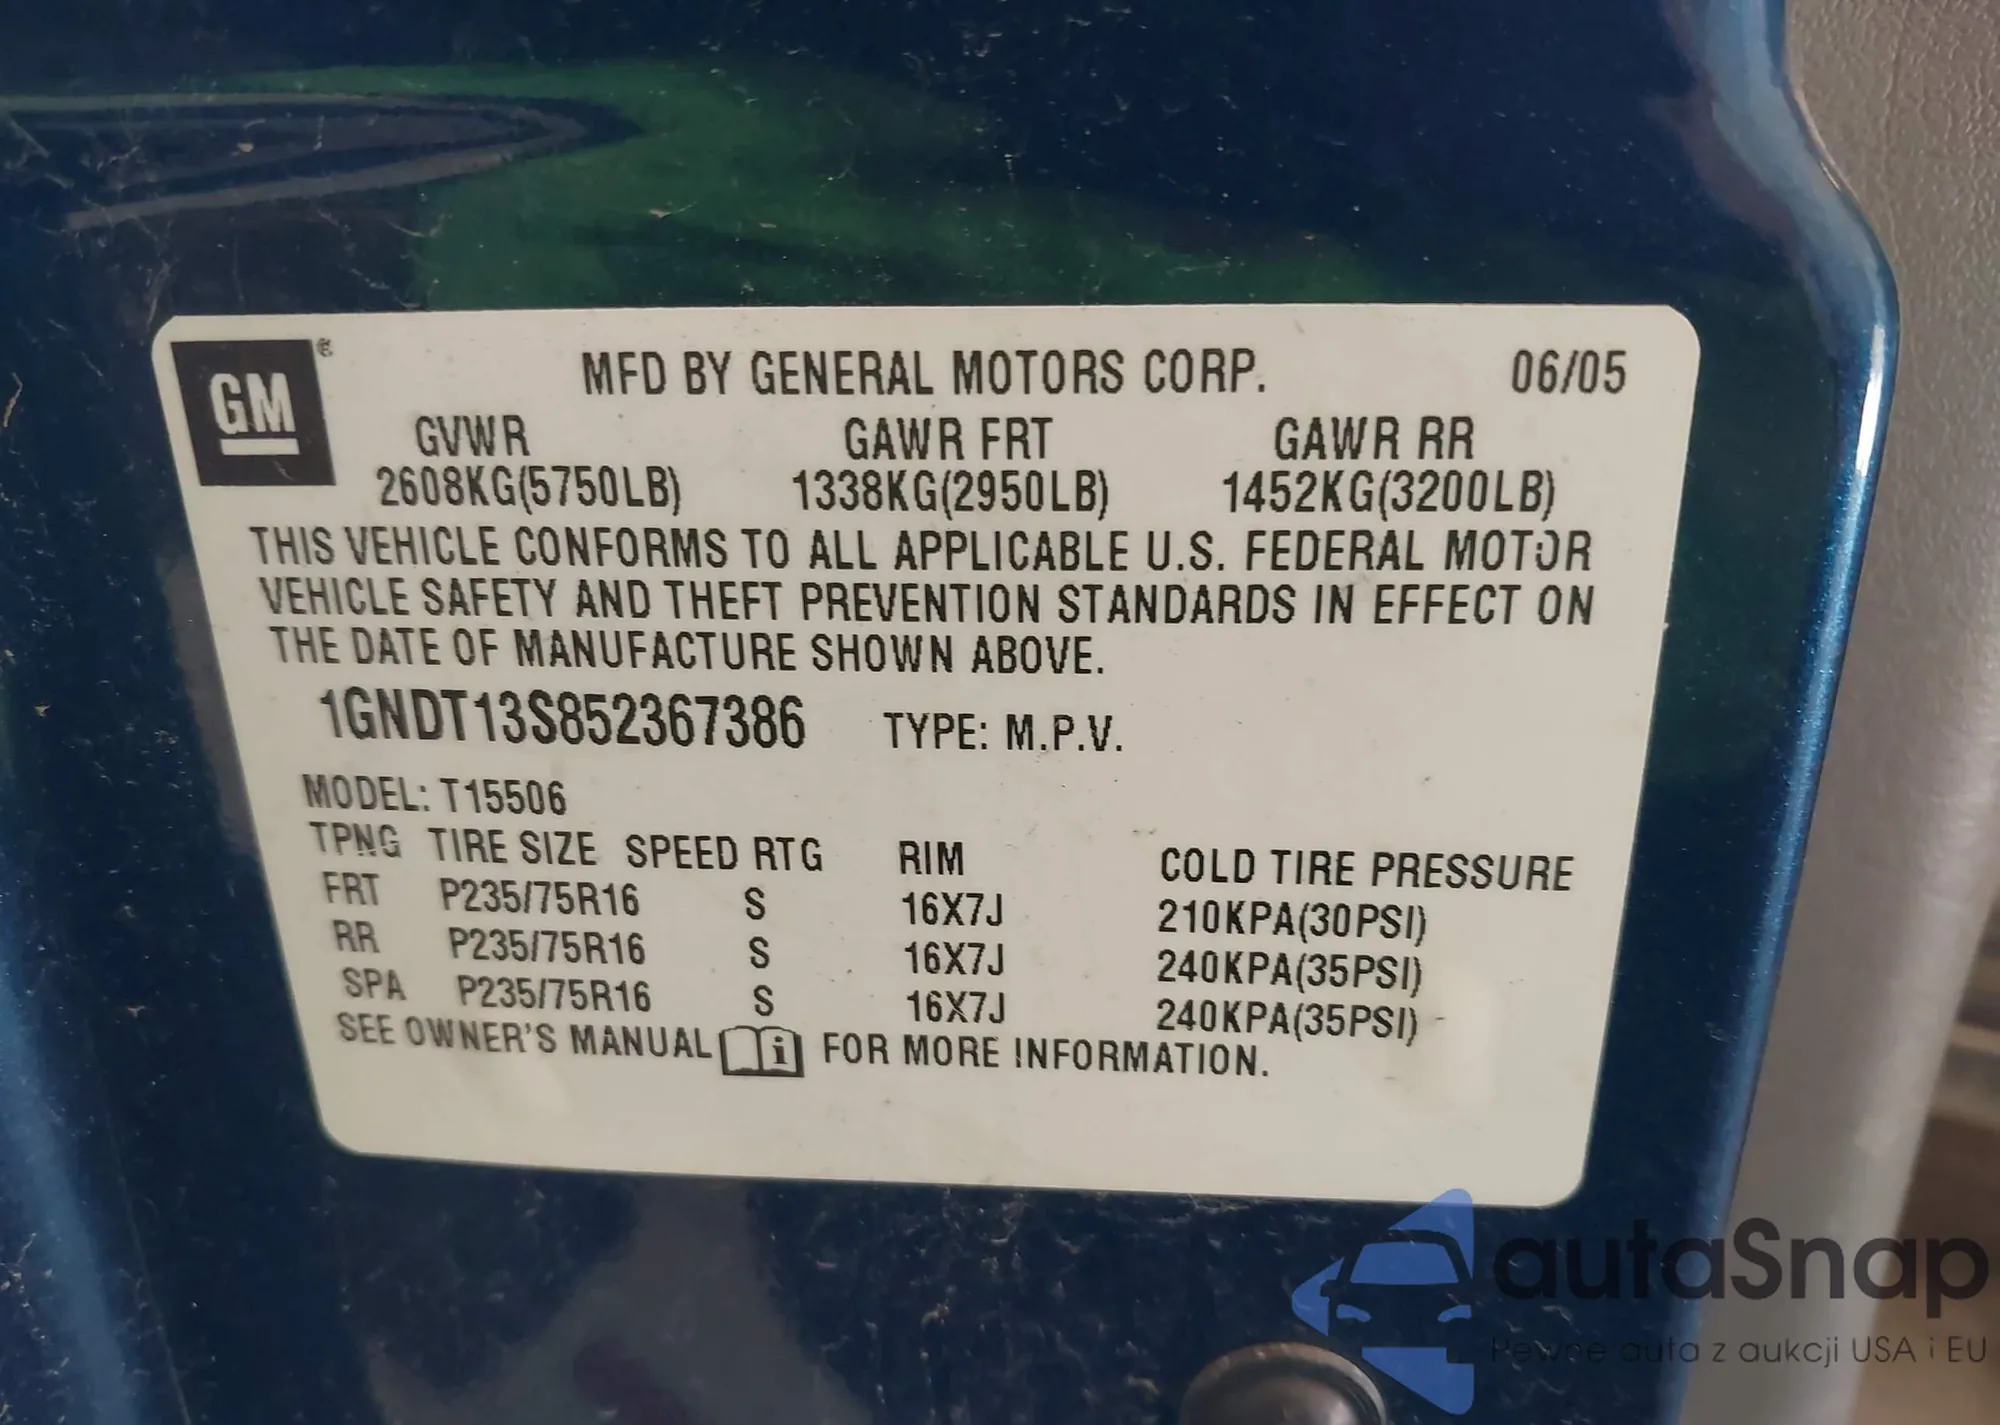 GM®
MFD BY GENERAL MOTORS CORP. 06/05
GVWR GAWR FRT GAWR RR
2608KG(5750LB) 1338KG(2950LB) 1452KG(3200LB)
THIS VEHICLE CONFORMS TO ALL APPLICABLE U.S. FEDERAL MOTOR
VEHICLE SAFETY AND THEFT PREVENTION STANDARDS IN EFFECT ON
THE DATE OF MANUFACTURE SHOWN ABOVE.
1GNDT13S852367386 TYPE: M.P.V.
MODEL: T15506
TPNG TIRE SIZE SPEED RTG RIM COLD TIRE PRESSURE
FRT P235/75R16 S 16X7J 210KPA(30PSI)
RR P235/75R16 S 16X7J 240KPA(35PSI)
SPA P235/75R16 S 16X7J 240KPA(35PSI)
SEE OWNER'S MANUAL i FOR MORE INFORMATION.
autaSnap
Pewne auta z aukcji USA i EU